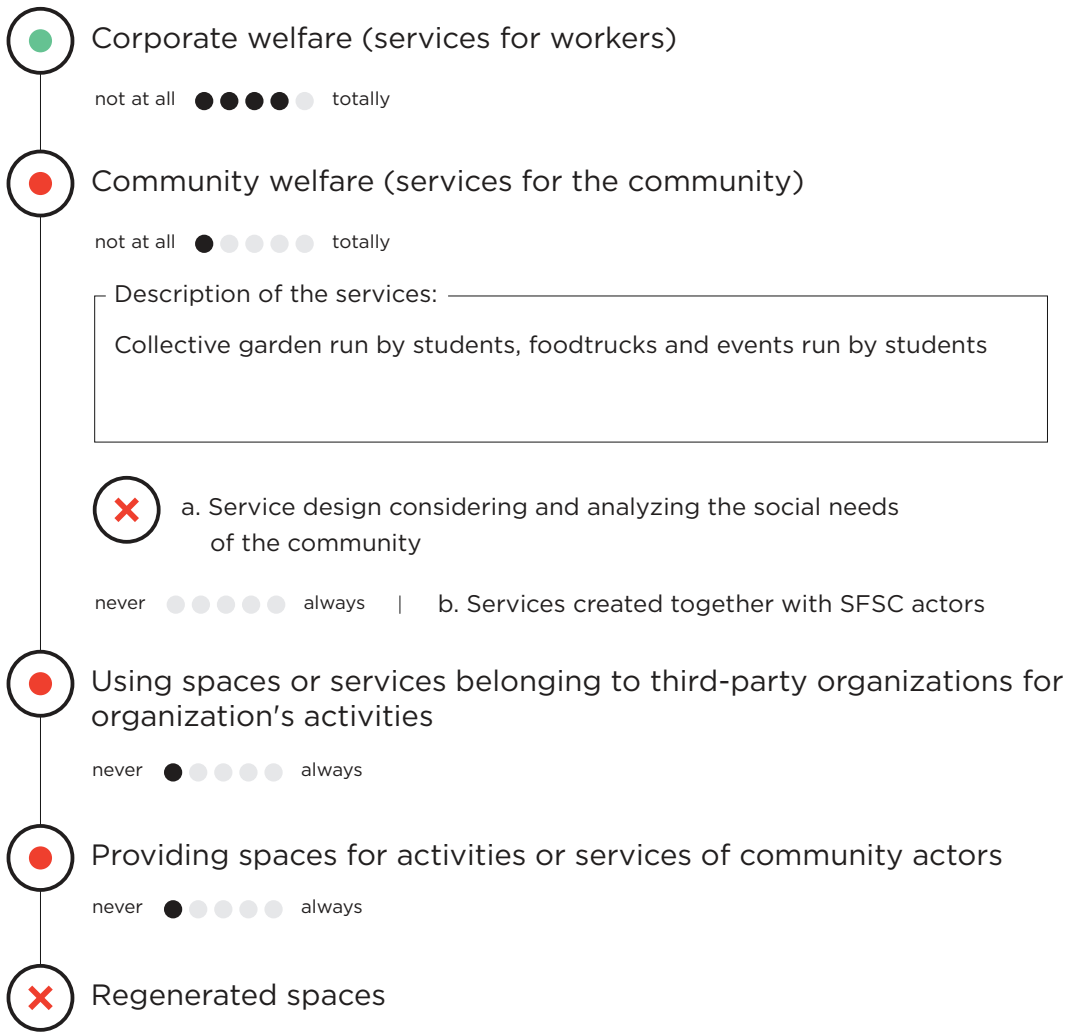 Corporate welfare (services for workers)
not at all totally
Community welfare (services for the community)
not at all totally
Description of the services:
Collective garden run by students, foodtrucks and events run by students
a. Service design considering and analyzing the social needs
of the community
never always | b. Services created together with SFSC actors
Using spaces or services belonging to third-party organizations for
organization's activities
never always
Providing spaces for activities or services of community actors
never always
Regenerated spaces